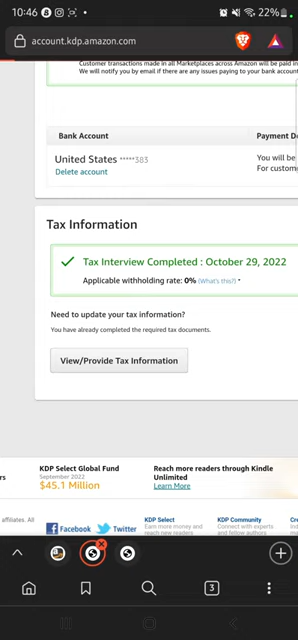 10:46
22%
account.kdp.amazon.com
Customer transactions made in all Marketplaces across Amazon will be paid in
We will notify you by email if there are any issues paying to your bank account
Bank Account
Payment De
United States *****383
You will be
Delete account
For custom
Tax Information
Tax Interview Completed : October 29, 2022
Applicable withholding rate: 0% (What's this?)
Need to update your tax information?
You have already completed the required tax documents.
View/Provide Tax Information
KDP Select Global Fund
Reach more readers through Kindle
rs
September 2022
Unlimited
$45.1 Million
Learn More
affiliates. All
Facebook
Twitter
KDP Select
KDP Community
Cre
Earn more money and
Connect with experts
Ind
reach new readers
and fellow authors
3